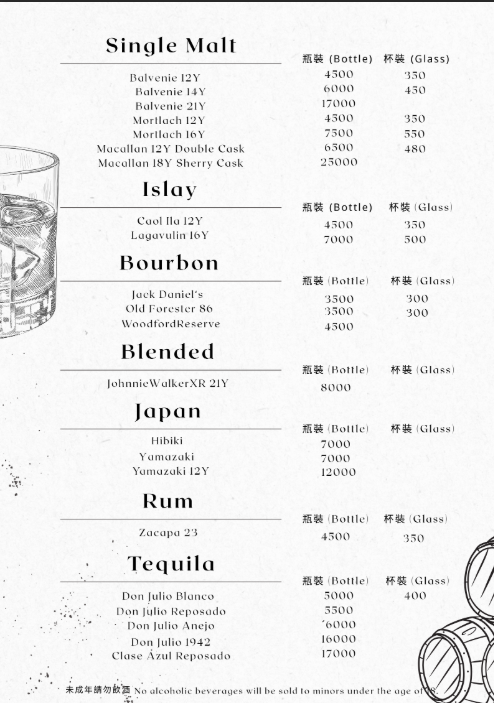 Single Malt 瓶裝 (Bottle) 杯裝 (Glass)
Balvenie 12Y 4500 350
Balvenie 14Y 6000 450
Balvenie 21Y 17000
Mortlach 12Y 4500 350
Mortlach 16Y 7500 550
Macallan 12Y Double Cask 6500 480
Macallan 18Y Sherry Cask 25000
Islay 瓶裝 (Bottle) 杯裝 (Glass)
Caol Ila 12Y 4500 350
Lagavulin 16Y 7000 500
Bourbon 瓶裝 (Bottle) 杯裝 (Glass)
Jack Daniel's 3500 300
Old Forester 86 3500 300
WoodfordReserve 4500
Blended 瓶裝 (Bottle) 杯裝 (Glass)
JohnnieWalkerXR 21Y 8000
Japan 瓶裝 (Bottle) 杯裝 (Glass)
Hibiki 7000
Yamazaki 7000
Yamazaki 12Y 12000
Rum 瓶裝 (Bottle) 杯裝 (Glass)
Zacapa 23 4500 350
Tequila 瓶裝 (Bottle) 杯裝 (Glass)
Don Julio Blanco 5000 400
Don Julio Reposado 5500
Don Julio Anejo 6000
Don Julio 1942 16000
Clase Azul Reposado 17000
未成年請勿飲酒 No alcoholic beverages will be sold to minors under the age of 18.